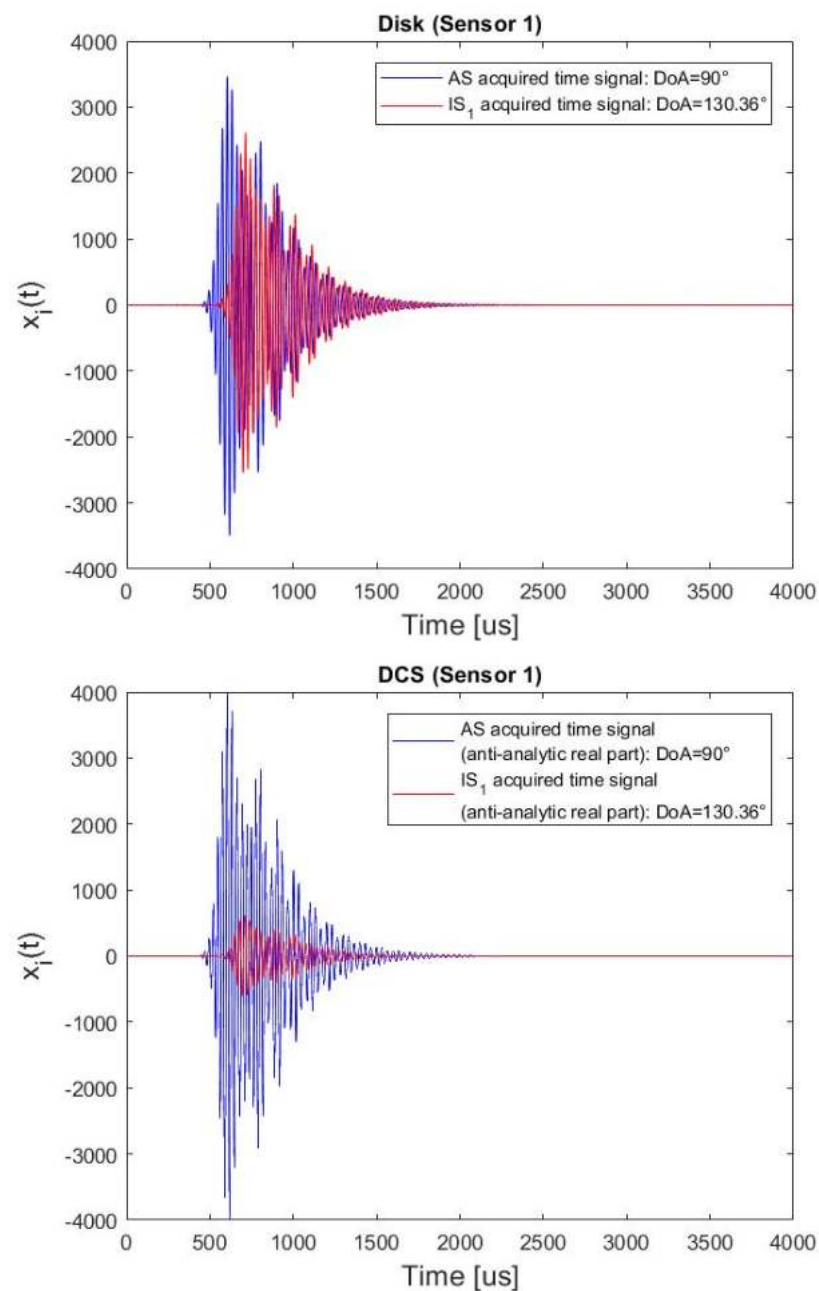 Disk (Sensor 1)
AS acquired time signal: DoA=90°
IS₁ acquired time signal: DoA=130.36°
4000
3000
2000
1000
0
-1000
-2000
-3000
-4000
xᵢ(t)
0 500 1000 1500 2000 2500 3000 3500 4000
Time [us]
DCS (Sensor 1)
AS acquired time signal
(anti-analytic real part): DoA=90°
IS₁ acquired time signal
(anti-analytic real part): DoA=130.36°
4000
3000
2000
1000
0
-1000
-2000
-3000
-4000
xᵢ(t)
0 500 1000 1500 2000 2500 3000 3500 4000
Time [us]